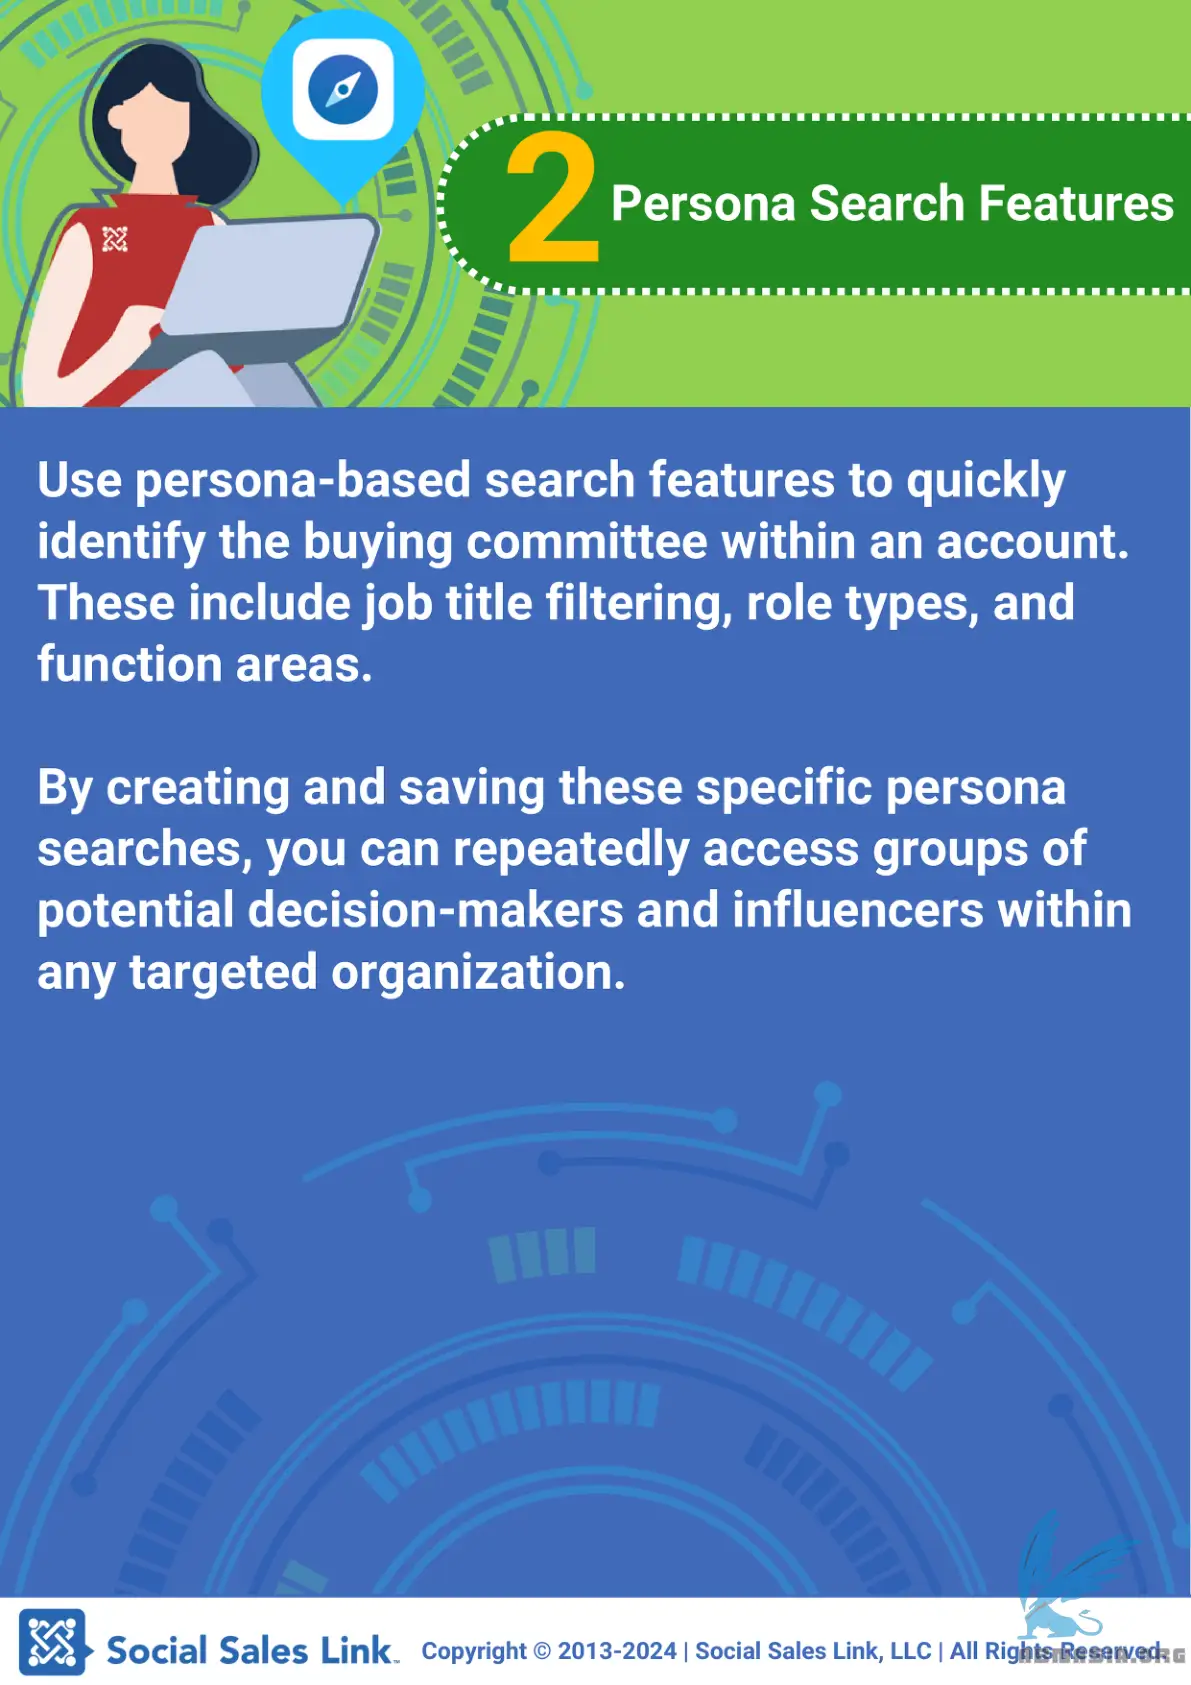 2 Persona Search Features
Use persona-based search features to quickly
identify the buying committee within an account.
These include job title filtering, role types, and
function areas.
By creating and saving these specific persona
searches, you can repeatedly access groups of
potential decision-makers and influencers within
any targeted organization.
Social Sales Link™ Copyright © 2013-2024 | Social Sales Link, LLC | All Rights Reserved.